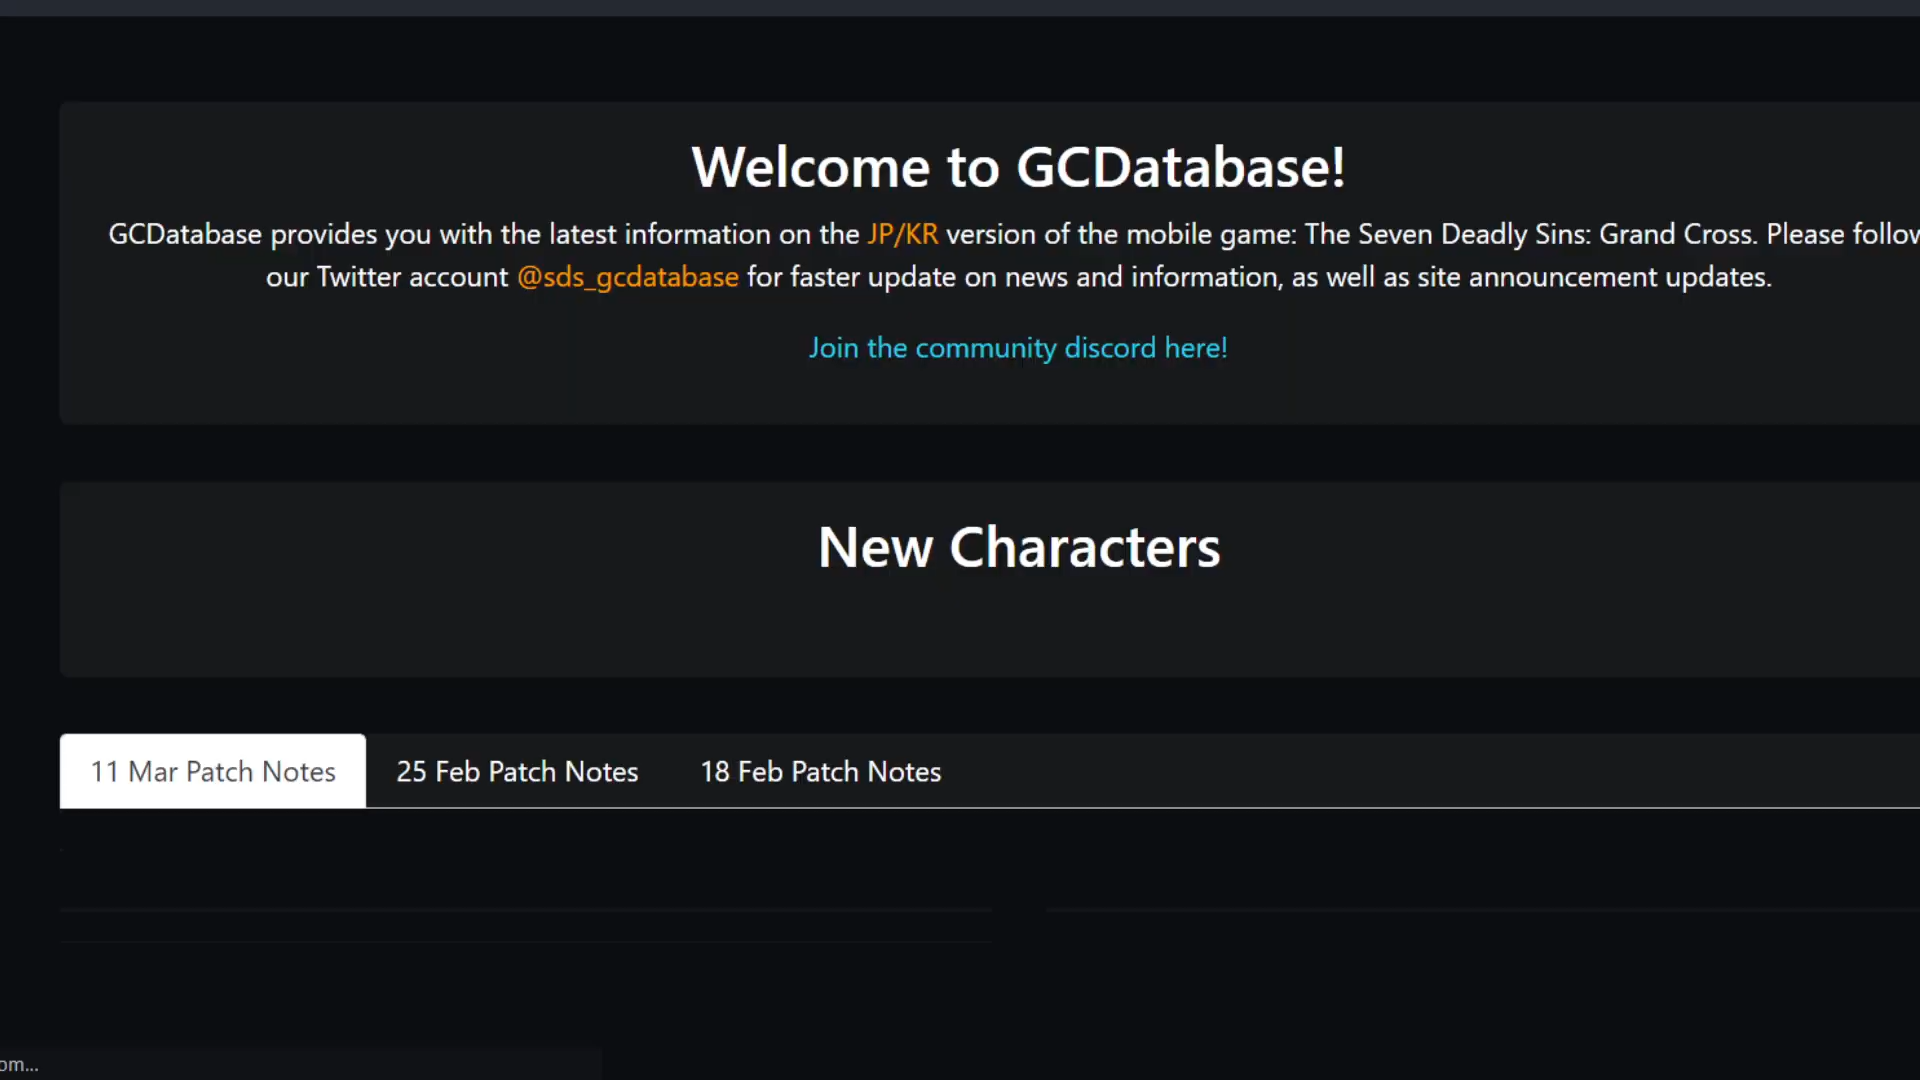 Welcome to GCDatabase!
GCDatabase provides you with the latest information on the JP/KR version of the mobile game: The Seven Deadly Sins: Grand Cross. Please follow
our Twitter account @sds_gcdatabase for faster update on news and information, as well as site announcement updates.
Join the community discord here!
New Characters
11 Mar Patch Notes 25 Feb Patch Notes 18 Feb Patch Notes
om...